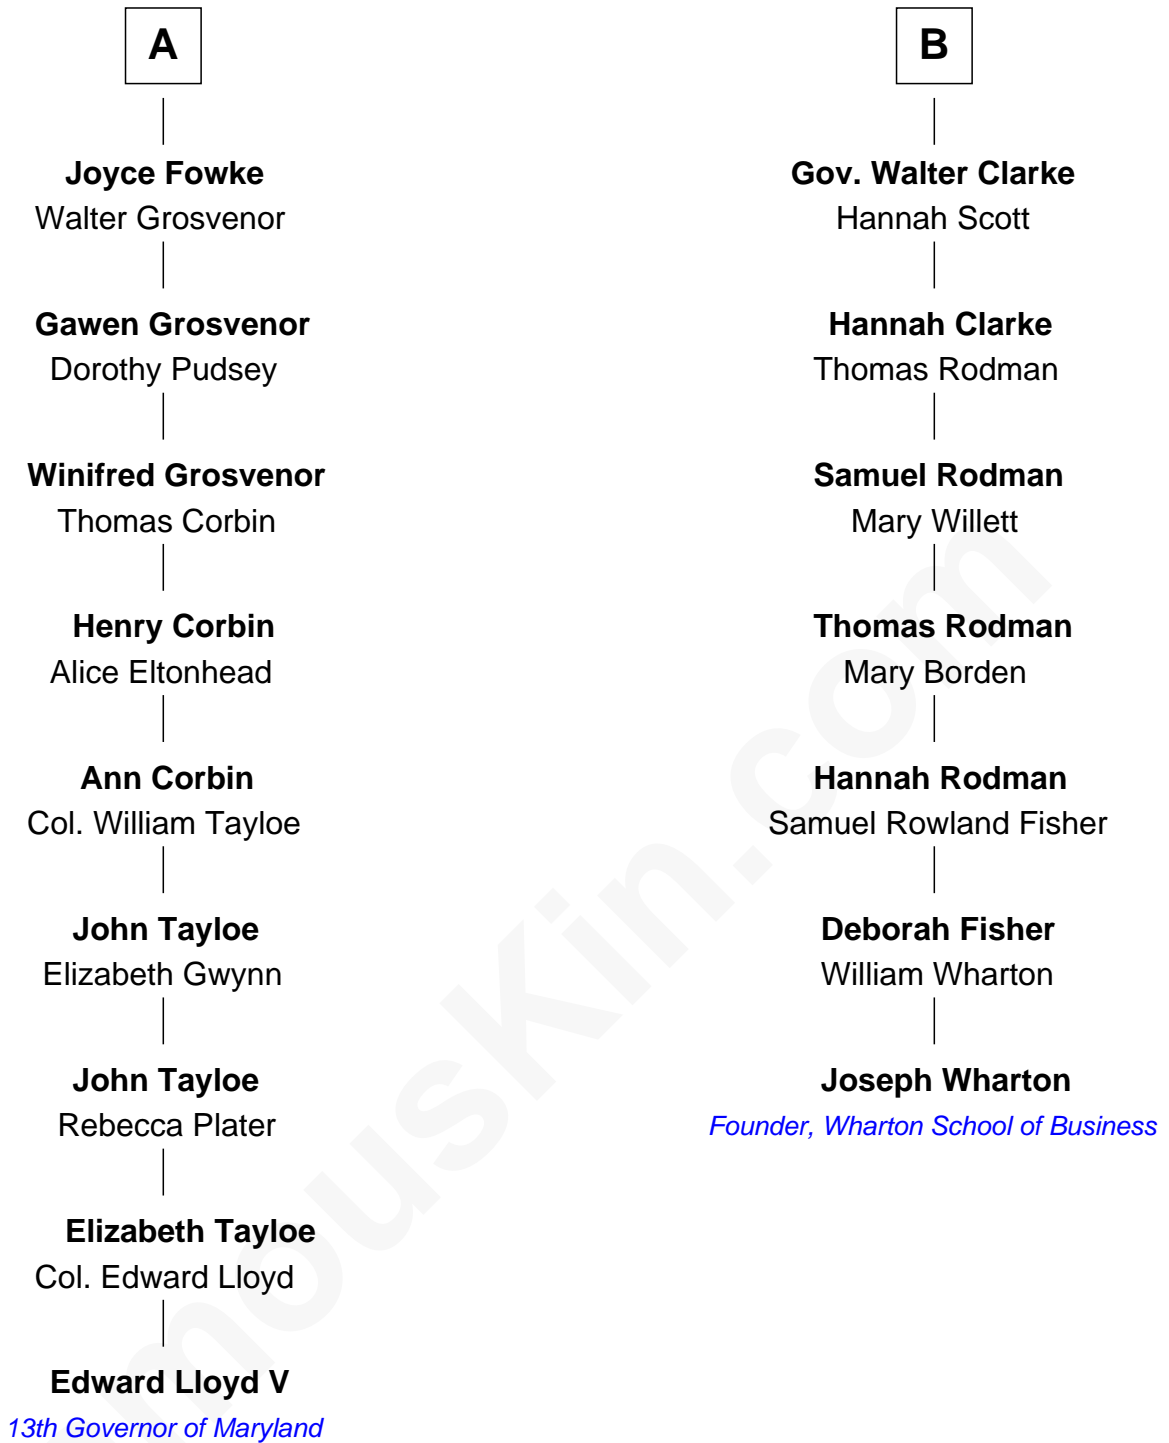 A
Joyce Fowke
Walter Grosvenor
Gawen Grosvenor
Dorothy Pudsey
Winifred Grosvenor
Thomas Corbin
Henry Corbin
Alice Eltonhead
Ann Corbin
Col. William Tayloe
John Tayloe
Elizabeth Gwynn
John Tayloe
Rebecca Plater
Elizabeth Tayloe
Col. Edward Lloyd
Edward Lloyd V
13th Governor of Maryland
B
Gov. Walter Clarke
Hannah Scott
Hannah Clarke
Thomas Rodman
Samuel Rodman
Mary Willett
Thomas Rodman
Mary Borden
Hannah Rodman
Samuel Rowland Fisher
Deborah Fisher
William Wharton
Joseph Wharton
Founder, Wharton School of Business
mousKin.com